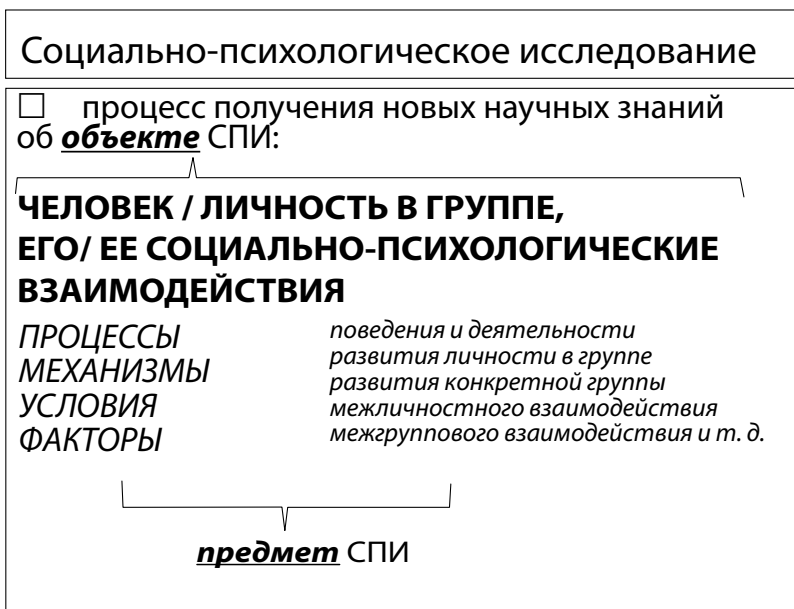 Социально-психологическое исследование
☐ процесс получения новых научных знаний
об объекте СПИ:
ЧЕЛОВЕК / ЛИЧНОСТЬ В ГРУППЕ,
ЕГО/ ЕЕ СОЦИАЛЬНО-ПСИХОЛОГИЧЕСКИЕ
ВЗАИМОДЕЙСТВИЯ
ПРОЦЕССЫ
МЕХАНИЗМЫ
УСЛОВИЯ
ФАКТОРЫ
поведения и деятельности
развития личности в группе
развития конкретной группы
межличностного взаимодействия
межгруппового взаимодействия и т. д.
предмет СПИ